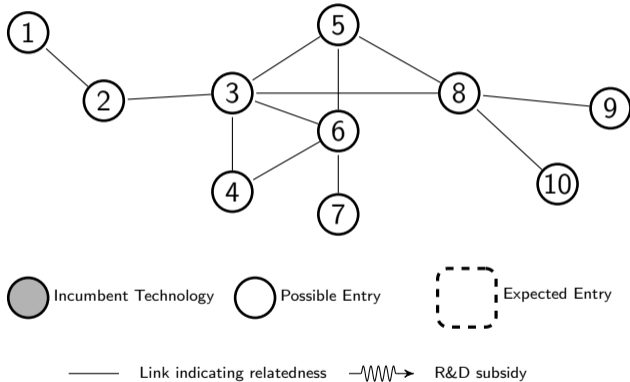 5
1
2
3
8
9
6
4
10
7
Incumbent Technology
Possible Entry
Expected Entry
Link indicating relatedness
R&D subsidy